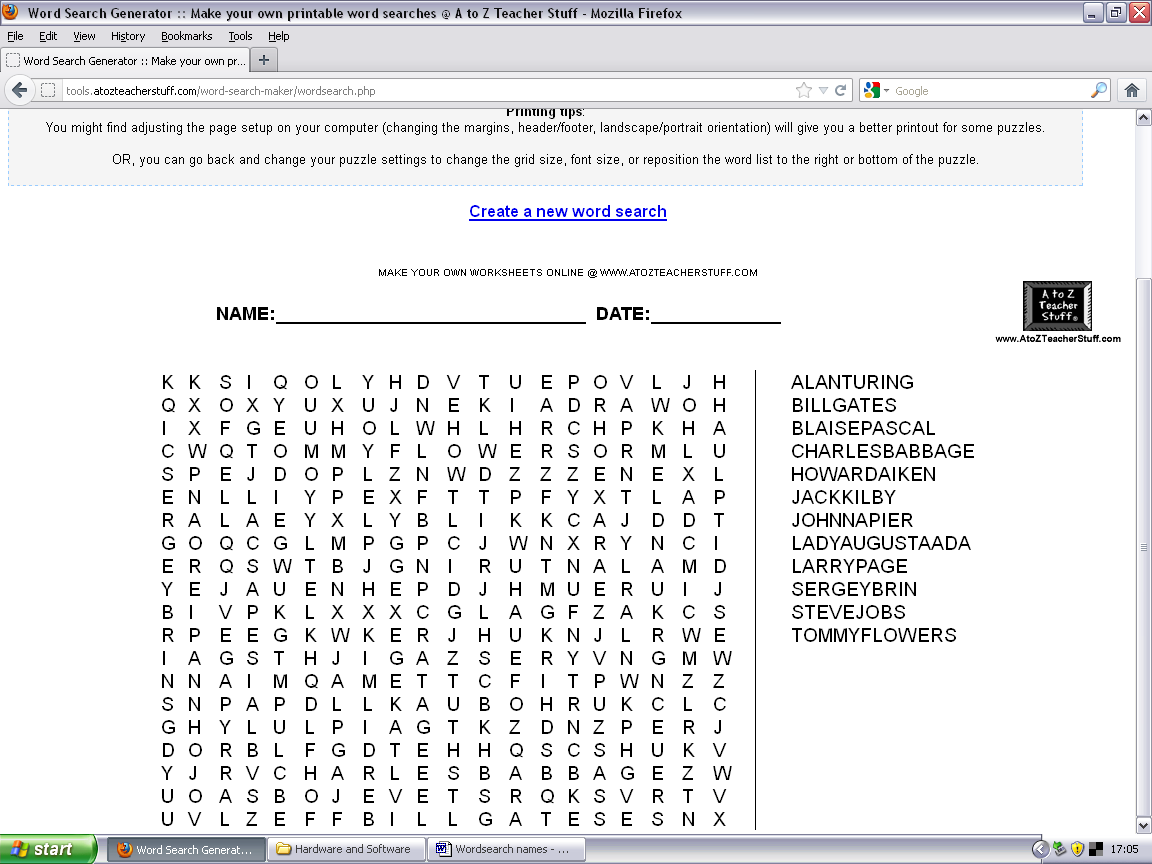 Word Search Generator :: Make your own printable word searches @ A to Z Teacher Stuff - Mozilla Firefox
File Edit View History Bookmarks Tools Help
Word Search Generator :: Make your own pr... +
tools.atozteacherstuff.com/word-search-maker/wordsearch.php Google
Printing tips:
You might find adjusting the page setup on your computer (changing the margins, header/footer, landscape/portrait orientation) will give you a better printout for some puzzles.
OR, you can go back and change your puzzle settings to change the grid size, font size, or reposition the word list to the right or bottom of the puzzle.
Create a new word search
MAKE YOUR OWN WORKSHEETS ONLINE @ WWW.ATOZTEACHERSTUFF.COM
A to Z
Teacher
Stuff®
NAME:_______________________________ DATE:_____________
www.AtoZTeacherStuff.com
K K S I Q O L Y H D V T U E P O V L J H ALANTURING
Q X O X Y U X U J N E K I A D R A W O H BILLGATES
I X F G E U H O L W H L H R C H P K H A BLAISEPASCAL
C W Q T O M M Y F L O W E R S O R M L U CHARLESBABBAGE
S P E J D O P L Z N W D Z Z Z E N E X L HOWARDAIKEN
E N L L I Y P E X F T T P F Y X T L A P JACKKILBY
R A L A E Y X L Y B L I K K C A J D D T JOHNNAPIER
G O Q C G L M P G P C J W N X R Y N C I LADYAUGUSTAADA
E R Q S W T B J G N I R U T N A L A M D LARRYPAGE
Y E J A U E N H E P D J H M U E R U I J SERGEYBRIN
B I V P K L X X X C G L A G F Z A K C S STEVEJOBS
R P E E G K W K E R J H U K N J L R W E TOMMYFLOWERS
I A G S T H J I G A Z S E R Y V N G M W
N N A I M Q A M E T T C F I T P W N Z Z
S N P A P D L L K A U B O H R U K C L C
G H Y L U L P I A G T K Z D N Z P E R J
D O R B L F G D T E H H Q S C S H U K V
Y J R V C H A R L E S B A B B A G E Z W
U O A S B O J E V E T S R Q K S V R T V
U V L Z E F F B I L L G A T E S E S N X
start Word Search Generat... Hardware and Software Wordsearch names - ... 17:05